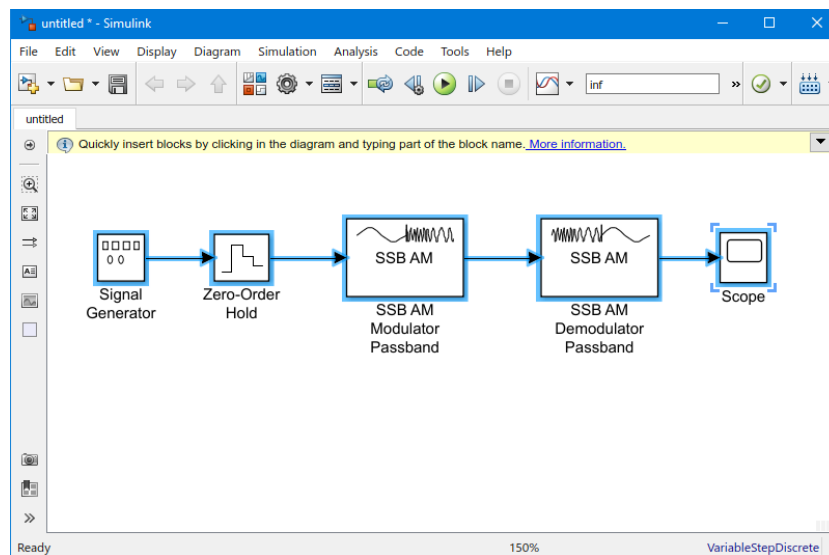 untitled * - Simulink
File Edit View Display Diagram Simulation Analysis Code Tools Help
inf
»
untitled
Quickly insert blocks by clicking in the diagram and typing part of the block name. More information.
SSB AM
SSB AM
Signal
Generator
Zero-Order
Hold
SSB AM
Modulator
Passband
SSB AM
Demodulator
Passband
Scope
Ready 150% VariableStepDiscrete